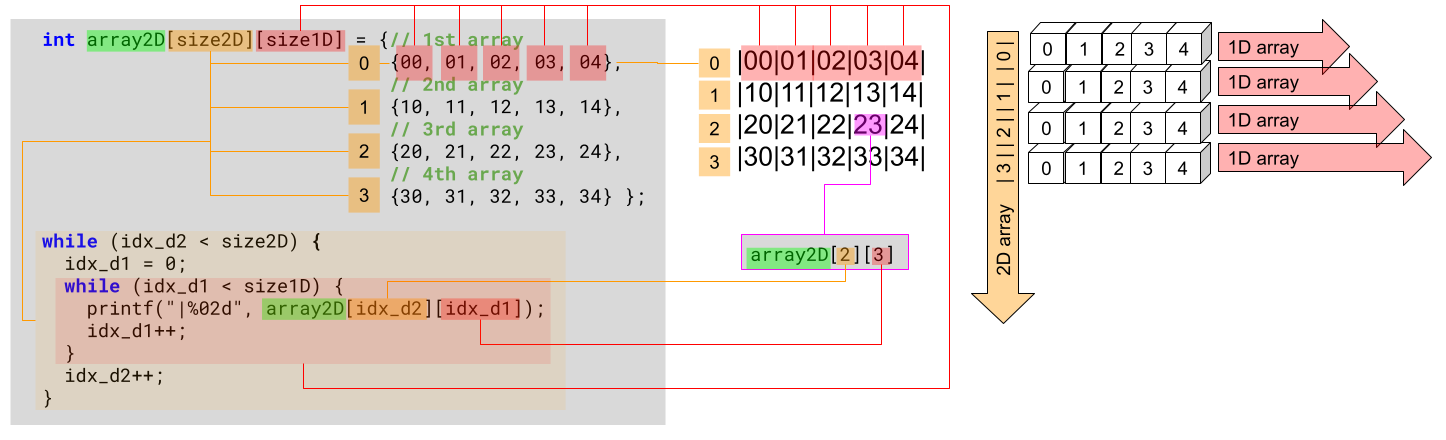 int array2D[size2D][size1D] = {// 1st array
0 {00, 01, 02, 03, 04},
// 2nd array
1 {10, 11, 12, 13, 14},
// 3rd array
2 {20, 21, 22, 23, 24},
// 4th array
3 {30, 31, 32, 33, 34} };
while (idx_d2 < size2D) {
idx_d1 = 0;
while (idx_d1 < size1D) {
printf("|%02d", array2D[idx_d2][idx_d1]);
idx_d1++;
}
idx_d2++;
}
0 |00|01|02|03|04|
1 |10|11|12|13|14|
2 |20|21|22|23|24|
3 |30|31|32|33|34|
array2D[2][3]
2D array |3||2||1| |0|
0 1 2 3 4 1D array
0 1 2 3 4 1D array
0 1 2 3 4 1D array
0 1 2 3 4 1D array